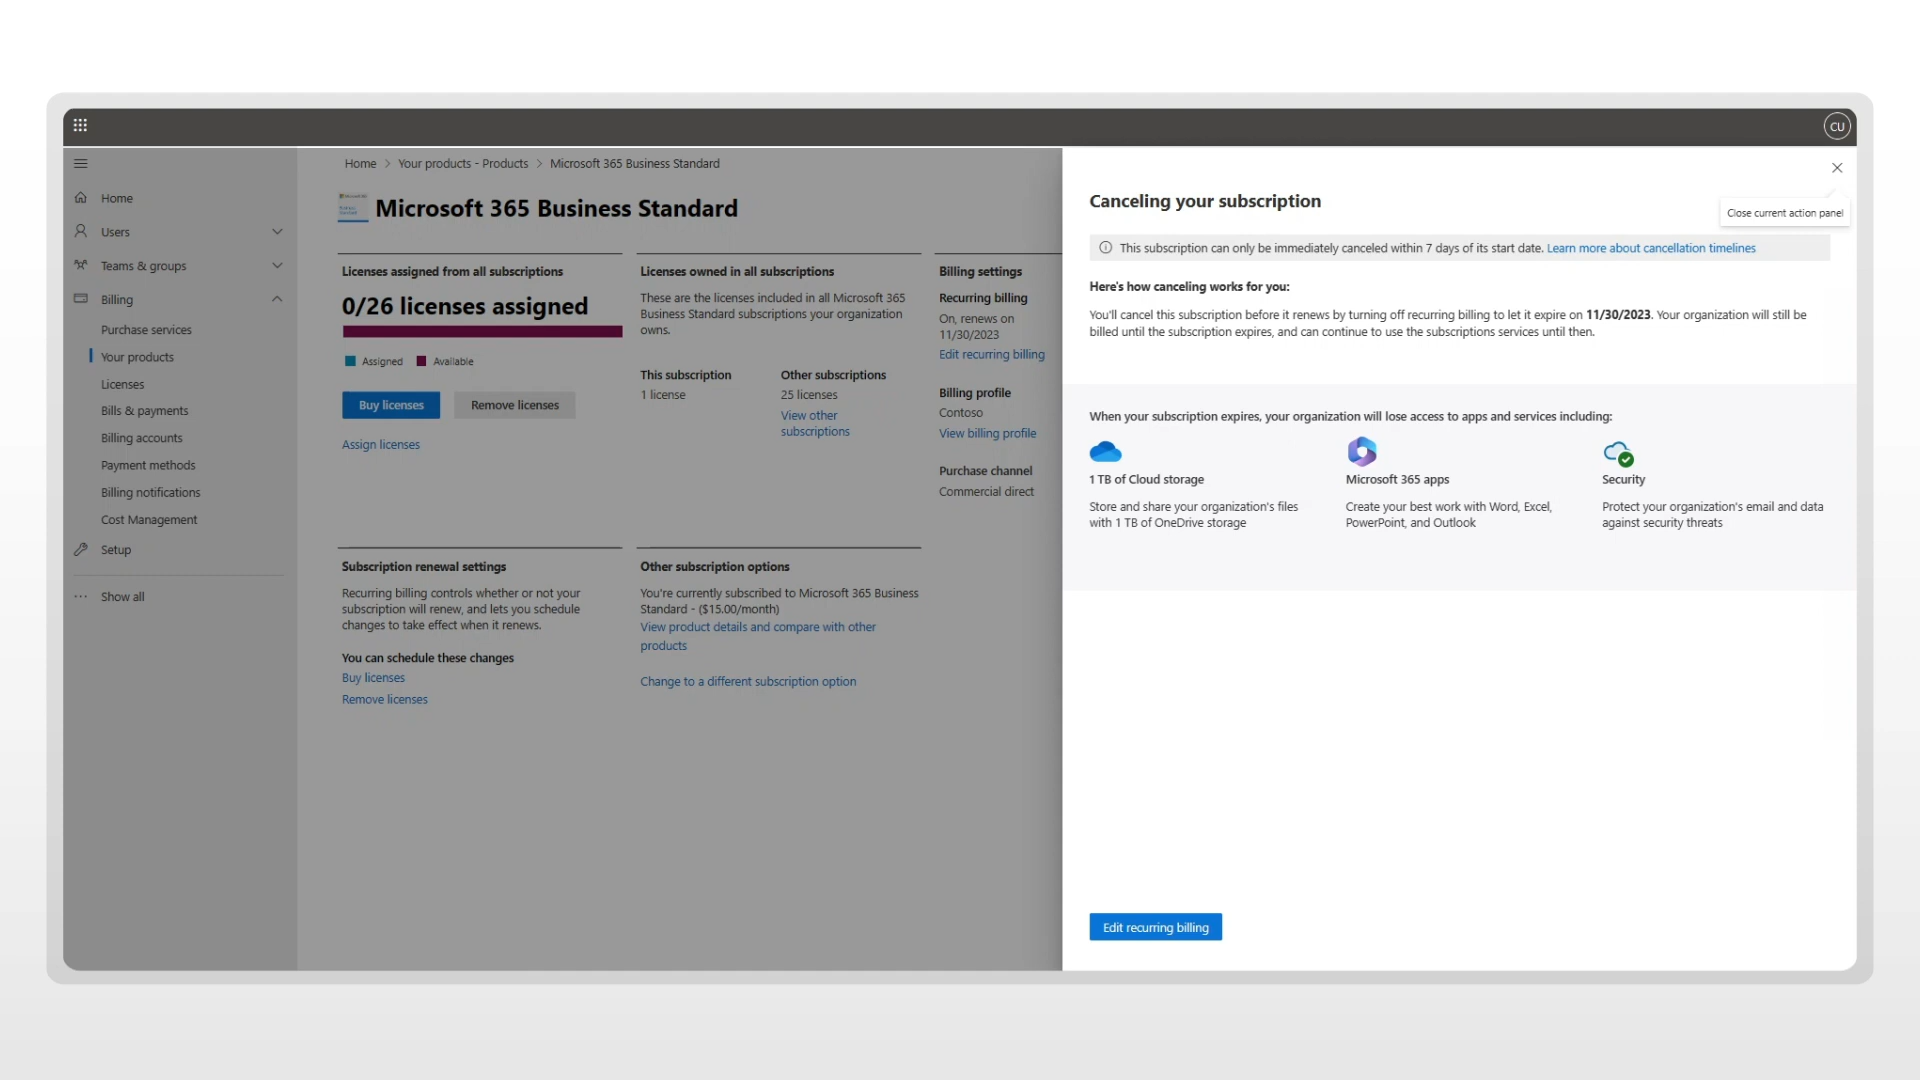 CU
Home > Your products - Products > Microsoft 365 Business Standard
Microsoft 365 Business Standard
Home
Users
Teams & groups
Billing
Purchase services
Your products
Licenses
Bills & payments
Billing accounts
Payment methods
Billing notifications
Cost Management
Setup
Show all
Licenses assigned from all subscriptions
0/26 licenses assigned
Assigned
Available
Buy licenses
Remove licenses
Assign licenses
Licenses owned in all subscriptions
These are the licenses included in all Microsoft 365
Business Standard subscriptions your organization
owns.
This subscription
1 license
Other subscriptions
25 licenses
View other
subscriptions
Billing settings
Recurring billing
On, renews on
11/30/2023
Edit recurring billing
Billing profile
Contoso
View billing profile
Purchase channel
Commercial direct
Subscription renewal settings
Recurring billing controls whether or not your
subscription will renew, and lets you schedule
changes to take effect when it renews.
You can schedule these changes
Buy licenses
Remove licenses
Other subscription options
You're currently subscribed to Microsoft 365 Business
Standard - ($15.00/month)
View product details and compare with other
products
Change to a different subscription option
Canceling your subscription
Close current action panel
This subscription can only be immediately canceled within 7 days of its start date. Learn more about cancellation timelines
Here's how canceling works for you:
You'll cancel this subscription before it renews by turning off recurring billing to let it expire on 11/30/2023. Your organization will still be
billed until the subscription expires, and can continue to use the subscriptions services until then.
When your subscription expires, your organization will lose access to apps and services including:
1 TB of Cloud storage
Store and share your organization's files
with 1 TB of OneDrive storage
Microsoft 365 apps
Create your best work with Word, Excel,
PowerPoint, and Outlook
Security
Protect your organization's email and data
against security threats
Edit recurring billing